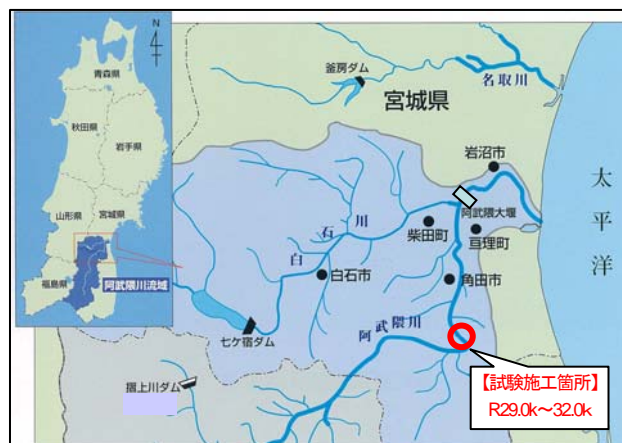 N
青森県
秋田県
岩手県
山形県
宮城県
福島県
阿武隈川流域
釜房ダム
名取川
宮城県
岩沼市
太平洋
阿武隈大堰
柴田町
亘理町
白石川
白石市
角田市
七ケ宿ダム
阿武隈川
摺上川ダム
【試験施工箇所】
R29.0k～32.0k